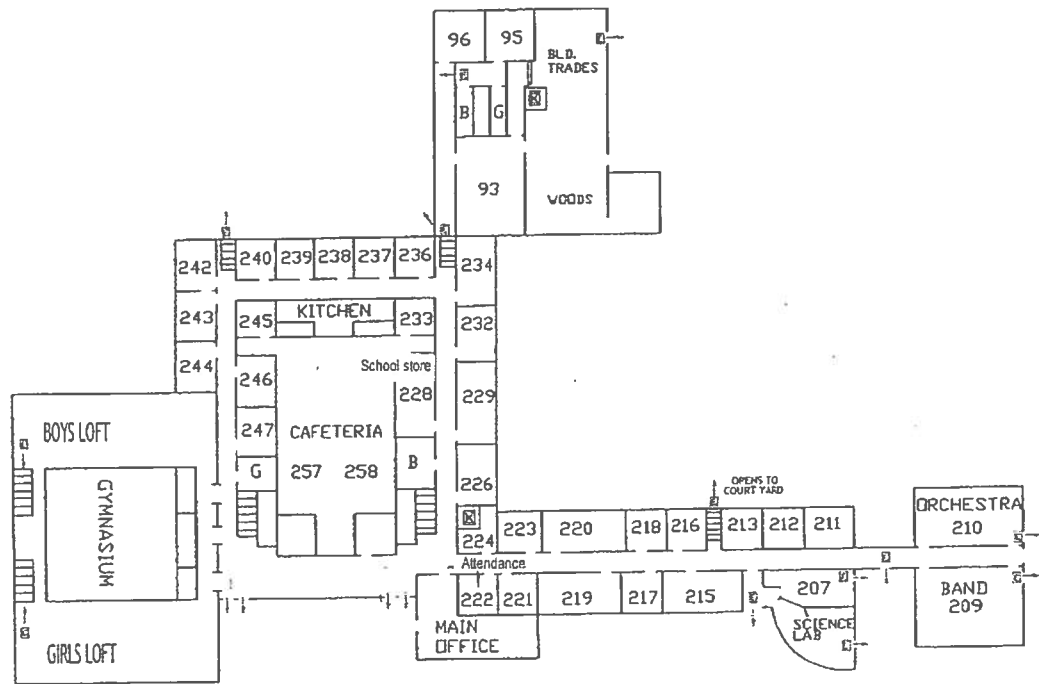 96
95
BLD.
TRADES
B
G
93
WOODS
242
240
239
238
237
236
234
243
245
KITCHEN
233
232
244
246
School store
228
229
BOYS LOFT
247
CAFETERIA
G
257
258
B
226
OPENS TO
COURT YARD
GYMNASIUM
224
223
220
218
216
213
212
211
ORCHESTRA
210
Attendance
222
221
219
217
215
207
BAND
209
MAIN
OFFICE
SCIENCE
LAB
GIRLS LOFT